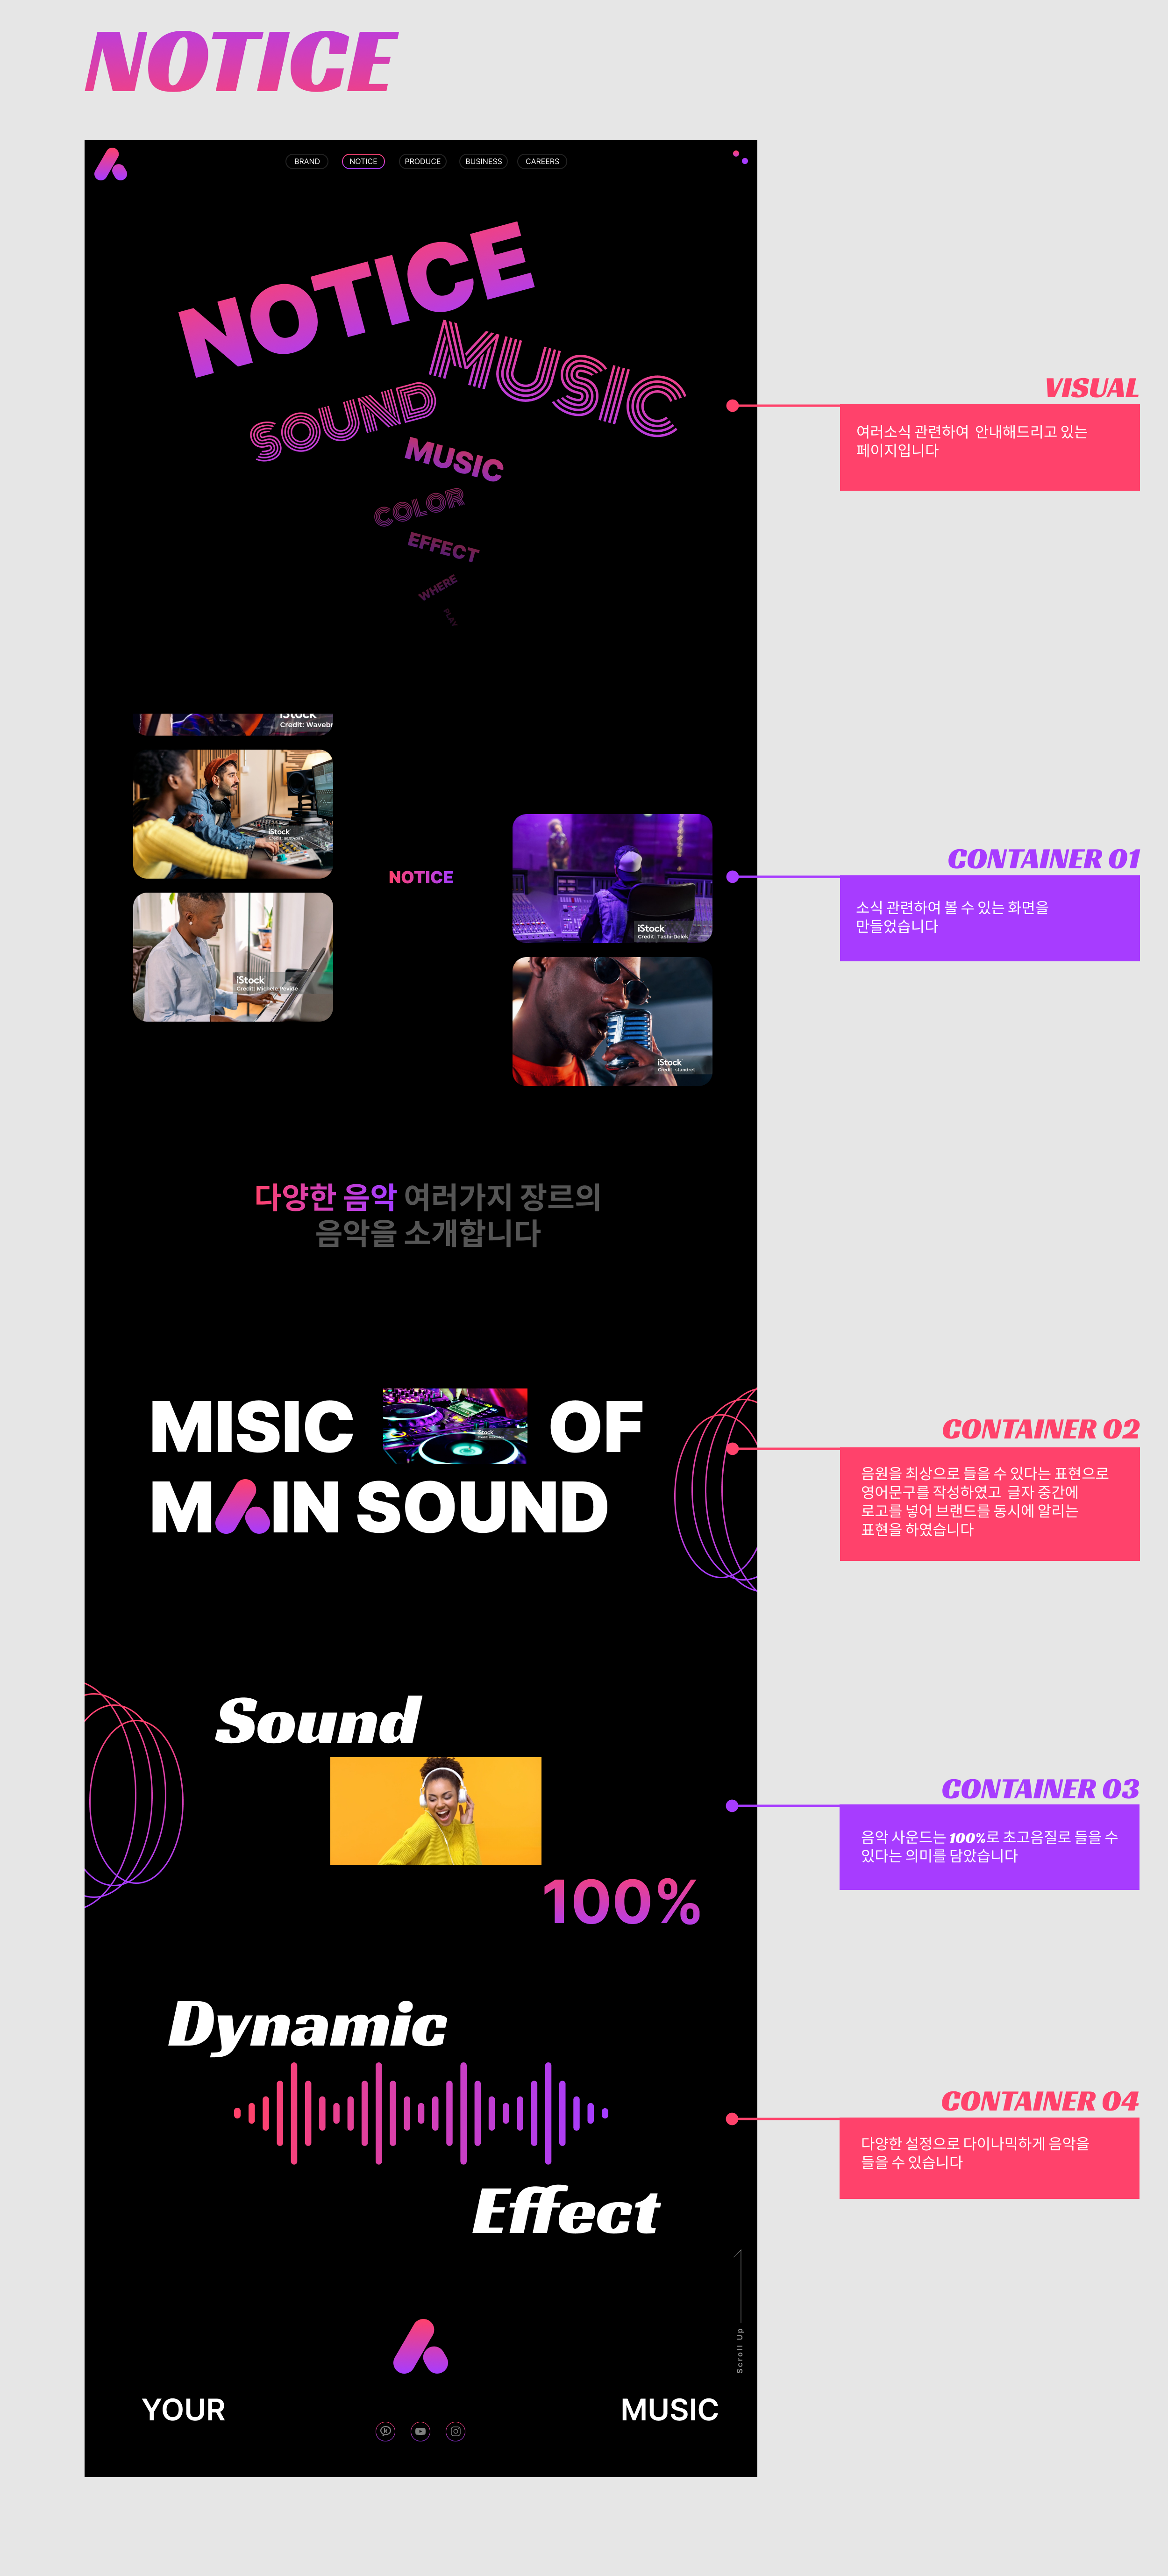 NOTICE
BRAND
NOTICE
PRODUCE
BUSINESS
CAREERS
NOTICE
MUSIC
SOUND
MUSIC
COLOR
EFFECT
WHERE
PLAY
VISUAL
여러소식 관련하여 안내해드리고 있는
페이지입니다
iStock
Credit: Wavebr
iStock
iStock
NOTICE
iStock
Credit: Tashi-Delek
iStock
Credit: standret
CONTAINER 01
소식 관련하여 볼 수 있는 화면을
만들었습니다
다양한 음악 여러가지 장르의
음악을 소개합니다
MISIC OF
iStock
M IN SOUND
CONTAINER 02
음원을 최상으로 들을 수 있다는 표현으로
영어문구를 작성하였고 글자 중간에
로고를 넣어 브랜드를 동시에 알리는
표현을 하였습니다
Sound
100%
CONTAINER 03
음악 사운드는 100%로 초고음질로 들을 수
있다는 의미를 담았습니다
Dynamic
Effect
CONTAINER 04
다양한 설정으로 다이나믹하게 음악을
들을 수 있습니다
Scroll Up
YOUR
MUSIC